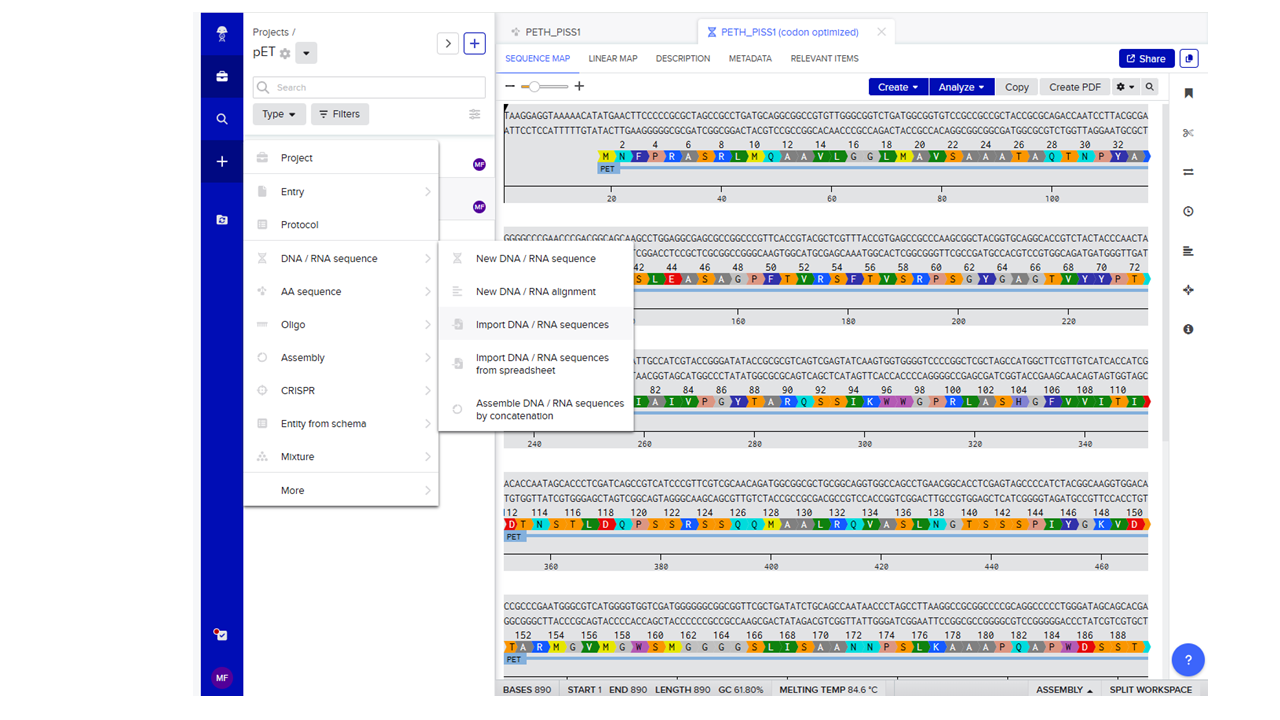 Projects /
pET
Search
Type
Filters
MF
MF
Project
Entry
Protocol
DNA / RNA sequence
AA sequence
Oligo
Assembly
CRISPR
Entity from schema
Mixture
More
New DNA / RNA sequence
New DNA / RNA alignment
Import DNA / RNA sequences
Import DNA / RNA sequences
from spreadsheet
Assemble DNA / RNA sequences
by concatenation
MF
PETH_PISS1
PETH_PISS1 (codon optimized)
SEQUENCE MAP LINEAR MAP DESCRIPTION METADATA RELEVANT ITEMS
Share
Create Analyze Copy Create PDF
TAAGGAGGTAAAAACATATGAACTTCCCCCGCGCTAGCCGCCTGATGCAGGCGGCCGTGTTGGGCGGTCTGATGGCGGCGTGTCCGCCGCCGCTACCGCGCAGACCAATCCTTACGCGA
ATTCCTCCATTTTTGTATACTTGAAGGGGGCGCGATCGGCGGACTACGTCCGCCGGCACAACCCGCCAGACTACCGCCACAGGCGGCGGCGATGGCGCGTCTGGTTAGGAATGCGCT
2 4 6 8 10 12 14 16 18 20 22 24 26 28 30 32
M N F P R A S R L M Q A A V L G G L M A V S A A A T A Q T N P Y A
PET
20 40 60 80 100
GGGGCCCGAACCCGACGGCAGCAAGCCTGGAGGCGAGCGCCGGCCCGTTCACCGTACGCTCGTTTACCGTGAGCCGCCCAAGCGGCTACGGTGCAGGCACCGTCTACTACCCAACTA
CGGACCTCCGCTCGCGGCCGGGCAAGTGGCATGCGAGCAAATGGCACTCGGCGGGTTCGCCGATGCCACGTCCGTGGCAGATGATGGGTTGAT
42 44 46 48 50 52 54 56 58 60 62 64 66 68 70 72
S L E A S A G P F T V R S F T V S R P S G Y G A G T V Y Y P T
160 180 200 220
TTGCCATCGTACCGGGATATACCGCGCGTCAGTCGAGTATCAAGTGGTGGGGTCCCCGGCTCGCTAGCCATGGCTTCGTTGTCATCACCATCG
AACGGTAGCATGGCCCTATATGGCGCGCAGTCAGCTCATAGTTCACCACCCCAGGGGCCGAGCGATCGGTACCGAAGCAACAGTAGTGGTAGC
82 84 86 88 90 92 94 96 98 100 102 104 106 108 110
I A I V P G Y T A R Q S S I K W W G P R L A S H G F V V I T I
240 260 280 300 320 340
ACACCAATAGCACCCTCGATCAGCCGTCATCCCGTTCGTCGCAACAGATGGCGGCGCTGCGGCAGGTGGCCAGCCTGAACGGCACCTCGAGTAGCCCCATCTACGGCAAGGTGGACA
TGTGGTTATCGTGGGAGCTAGTCGGCAGTAGGGCAAGCAGCGTTGTCTACCGCCGCGACGCCGTCCACCGGTCGGACTTGCCGTGGAGCTCATCGGGGTAGATGCCGTTCCACCTGT
112 114 116 118 120 122 124 126 128 130 132 134 136 138 140 142 144 146 148 150
D T N S T L D Q P S S R S S Q Q M A A L R Q V A S L N G T S S S P I Y G K V D
PET
360 380 400 420 440 460
CCGCCCGAATGGGCGTCATGGGGTGGTCGATGGGGGGCGGCGGTTCGCTGATATCTGCAGCCAATAACCCTAGCCTTAAGGCCGCGGCCCCGCAGGCCCCCTGGGATAGCAGCACGA
GGCGGGCTTACCCGCAGTACCCCACCAGCTACCCCCCGCCGCCAAGCGACTATAGACGTCGGTTATTGGGATCGGAATTCCGGCGCCGGGGCGTCCGGGGGACCCTATCGTCGTGCT
152 154 156 158 160 162 164 166 168 170 172 174 176 178 180 182 184 186 188
T A R M G V M G W S M G G G G S L I S A A N N P S L K A A A P Q A P W D S S T
PET
BASES 890 START 1 END 890 LENGTH 890 GC 61.80% MELTING TEMP 84.6 °C ASSEMBLY SPLIT WORKSPACE
?